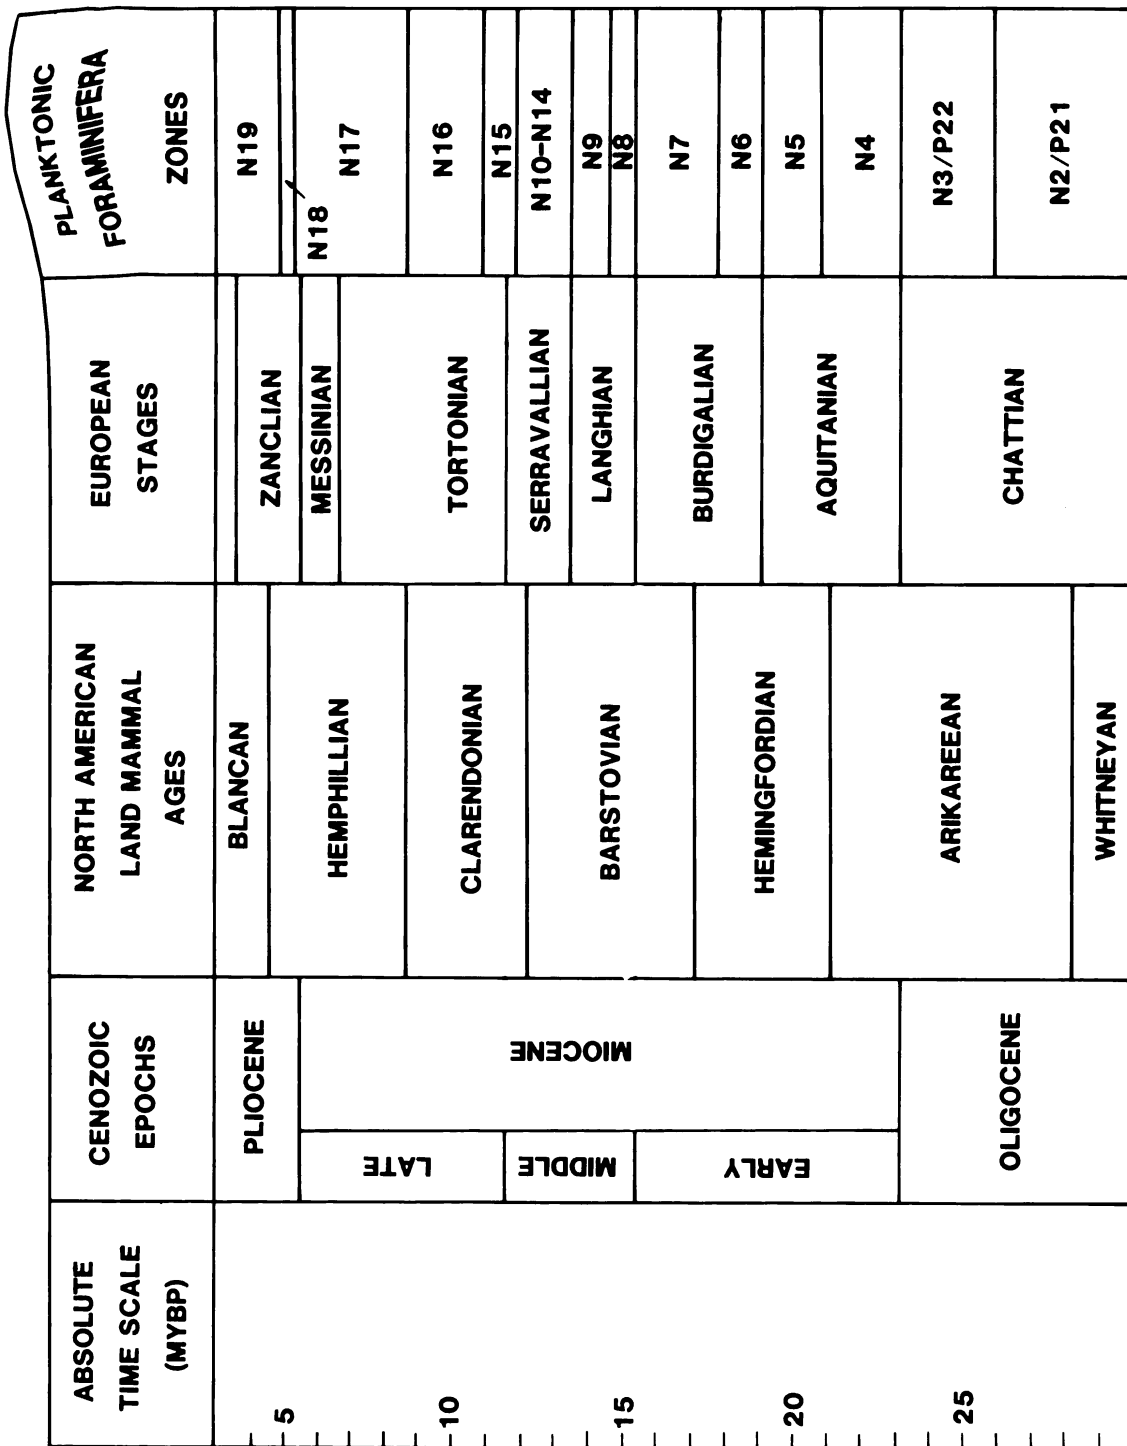 ABSOLUTE
TIME SCALE
(MYBP)
CENOZOIC
EPOCHS
NORTH AMERICAN
LAND MAMMAL
AGES
EUROPEAN
STAGES
PLANKTONIC
FORAMINIFERA
ZONES
5
10
15
20
25
PLIOCENE
LATE
MIDDLE
EARLY
MIOCENE
OLIGOCENE
BLANCAN
HEMPHILLIAN
CLARENDONIAN
BARSTOVIAN
HEMINGFORDIAN
ARIKAREEAN
WHITNEYAN
ZANCLIAN
MESSINIAN
TORTONIAN
SERRAVALLIAN
LANGHIAN
BURDIGALIAN
AQUITANIAN
CHATTIAN
N19
N18
N17
N16
N15
N10-N14
N9
N8
N7
N6
N5
N4
N3/P22
N2/P21